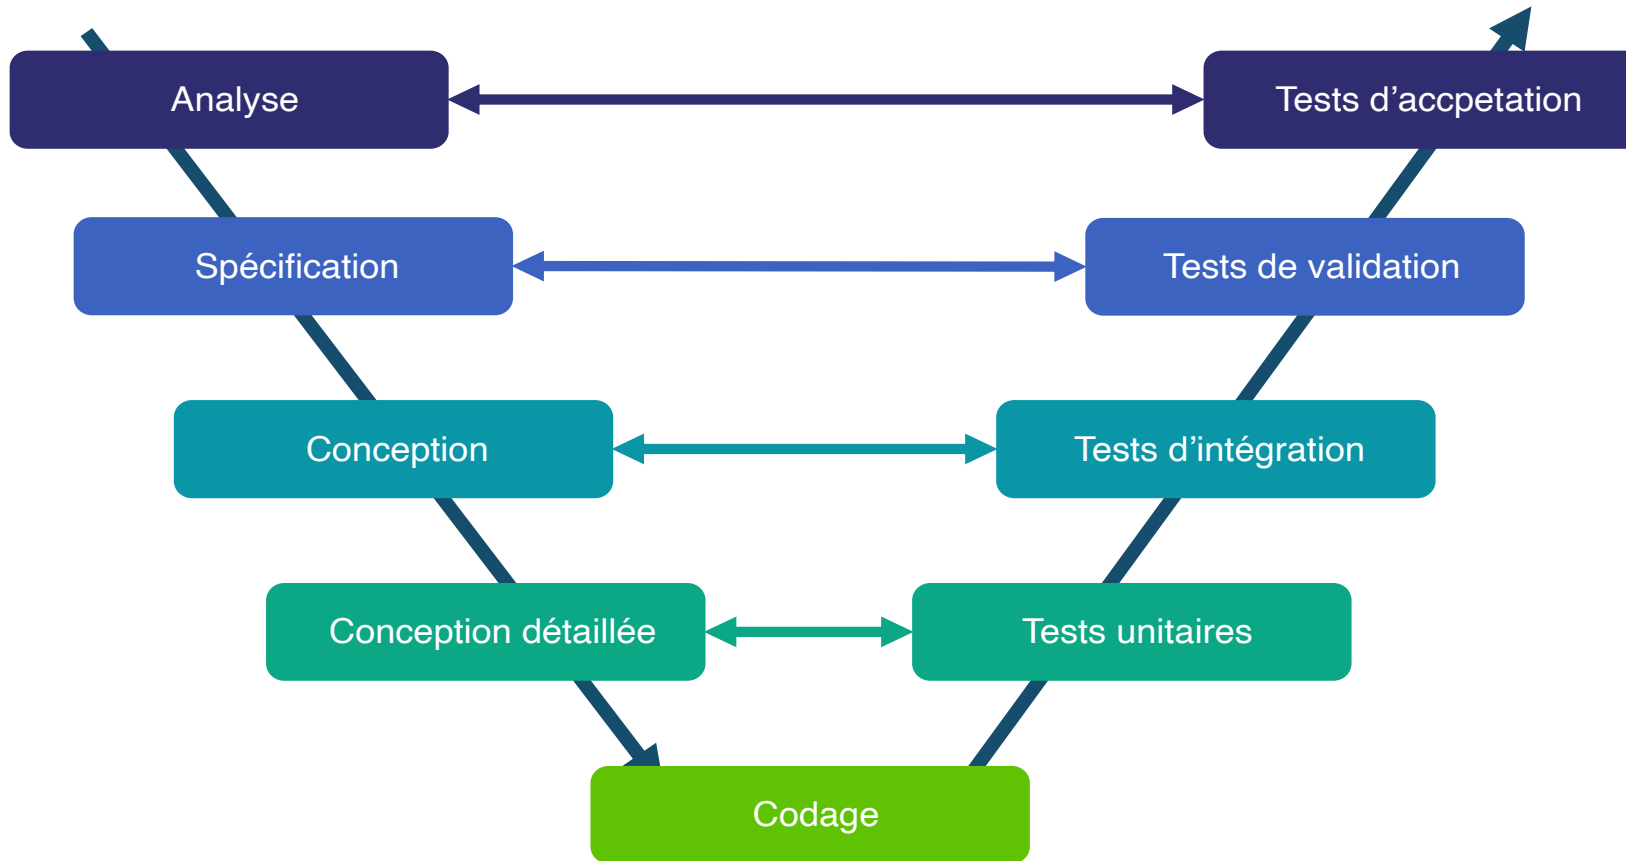 Analyse
Tests d’accpetation
Spécification
Tests de validation
Conception
Tests d’intégration
Conception détaillée
Tests unitaires
Codage